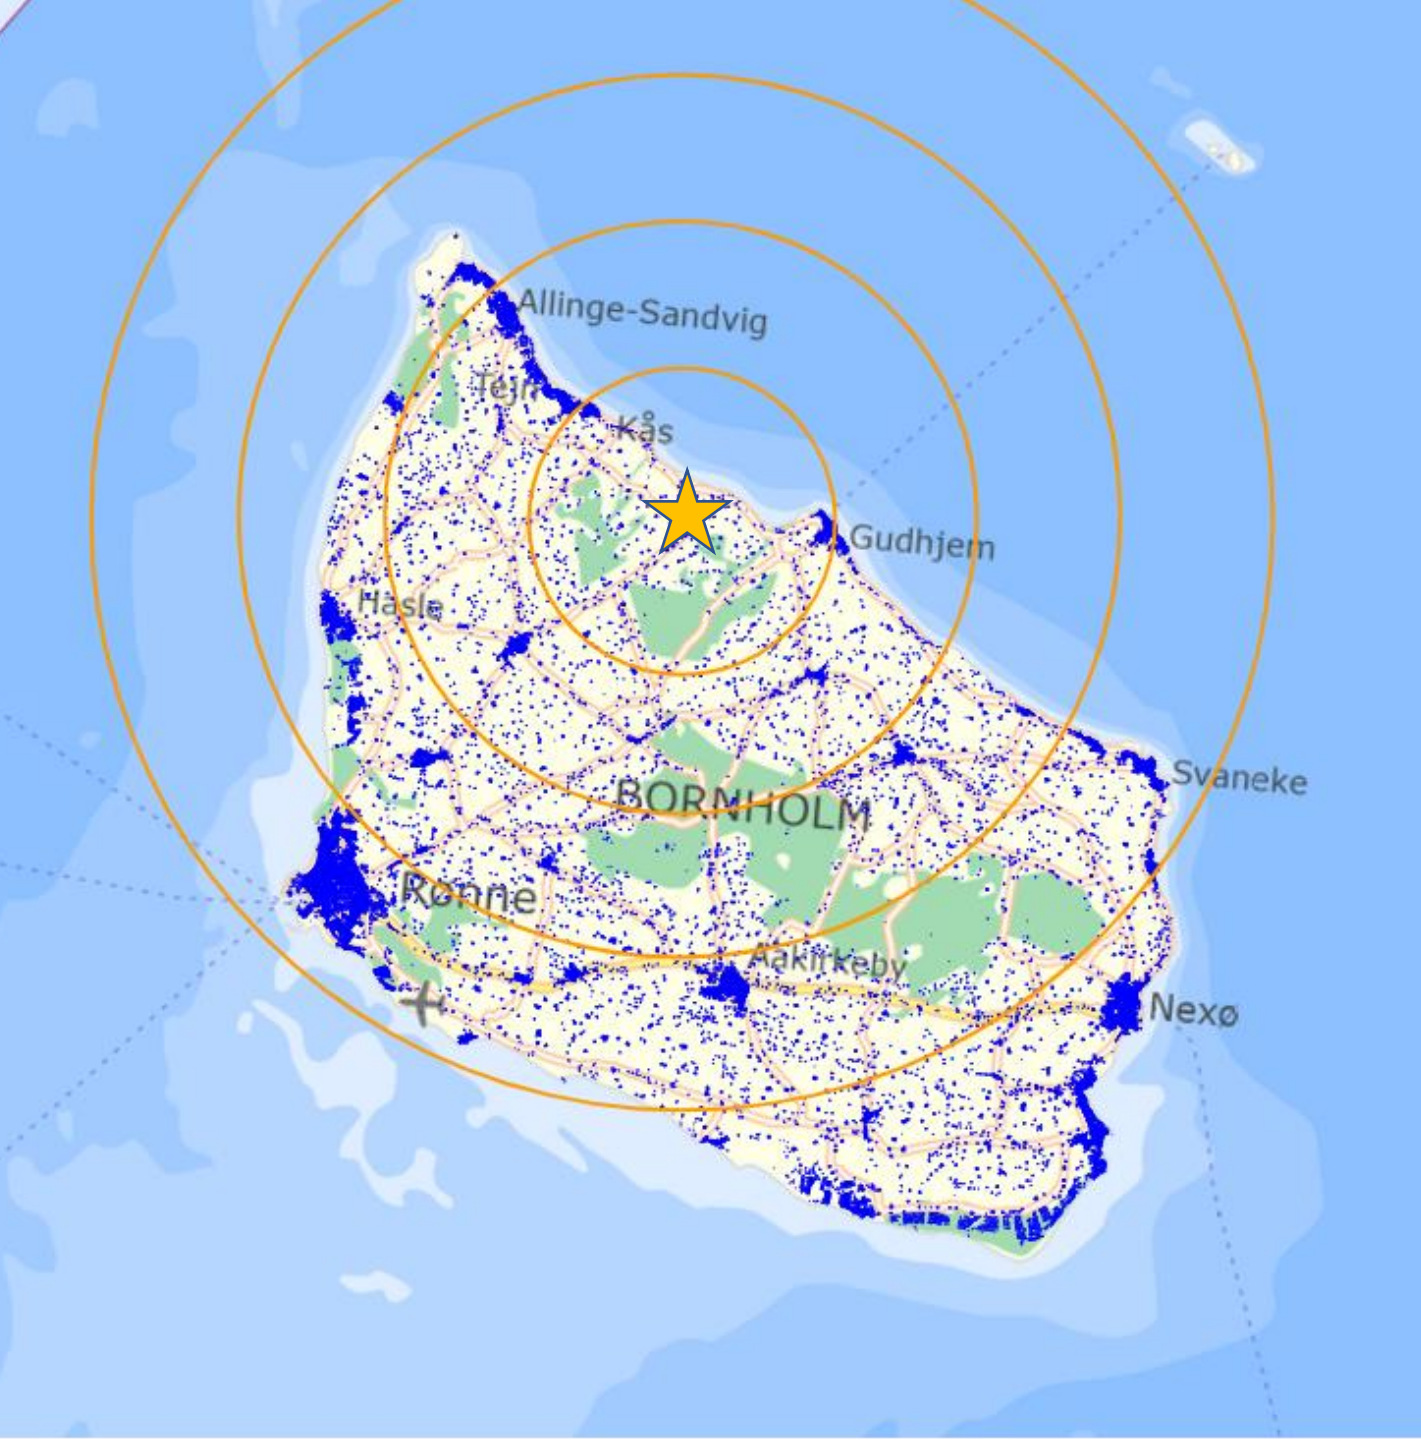 Allinge-Sandvig
Tejn
Kås
Gudhjem
Hasle
Svaneke
BORNHOLM
Rønne
Aakirkeby
Nexø